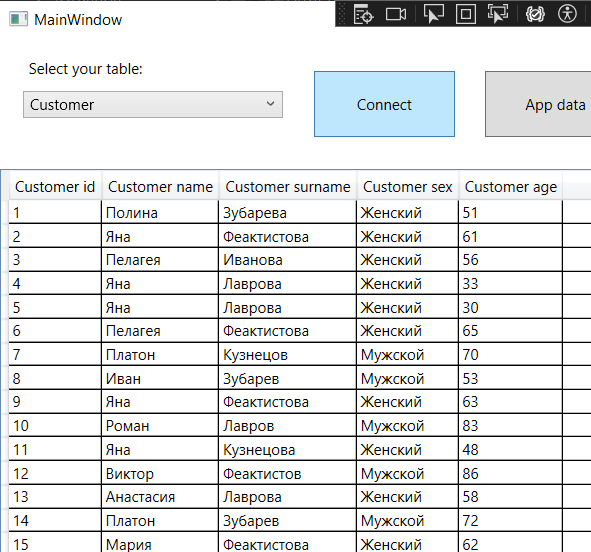 MainWindow
Select your table:
Customer
Connect
App data
Customer id Customer name Customer surname Customer sex Customer age
1 Полина Зубарева Женский 51
2 Яна Феактистова Женский 61
3 Пелагея Иванова Женский 56
4 Яна Лаврова Женский 33
5 Яна Лаврова Женский 30
6 Пелагея Феактистова Женский 65
7 Платон Кузнецов Мужской 70
8 Иван Зубарев Мужской 53
9 Яна Феактистова Женский 63
10 Роман Лавров Мужской 83
11 Яна Кузнецова Женский 48
12 Виктор Феактистов Мужской 86
13 Анастасия Лаврова Женский 58
14 Платон Зубарев Мужской 72
15 Мария Феактистова Женский 62